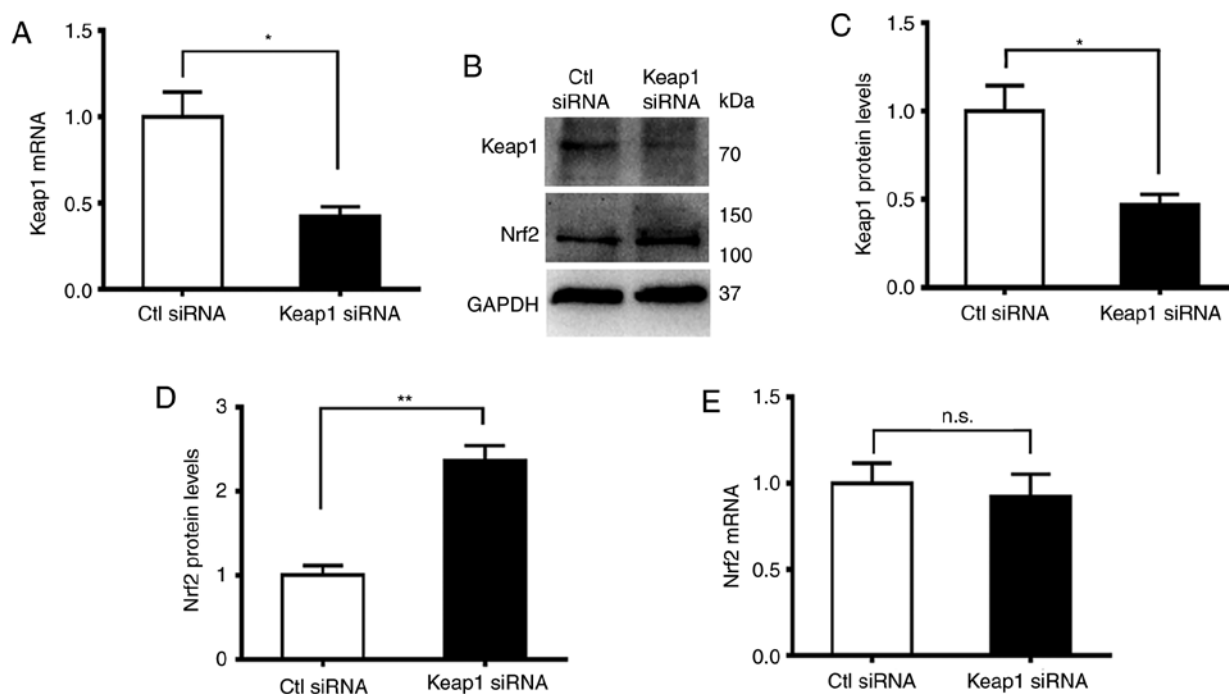 A
Keap1 mRNA
1.5
1.0
0.5
0.0
*
Ctl siRNA
Keap1 siRNA
B
Ctl
siRNA
Keap1
siRNA
kDa
Keap1
70
Nrf2
150
100
GAPDH
37
C
Keap1 protein levels
1.5
1.0
0.5
0.0
*
Ctl siRNA
Keap1 siRNA
D
Nrf2 protein levels
3
2
1
0
**
Ctl siRNA
Keap1 siRNA
E
Nrf2 mRNA
1.5
1.0
0.5
0.0
n.s.
Ctl siRNA
Keap1 siRNA